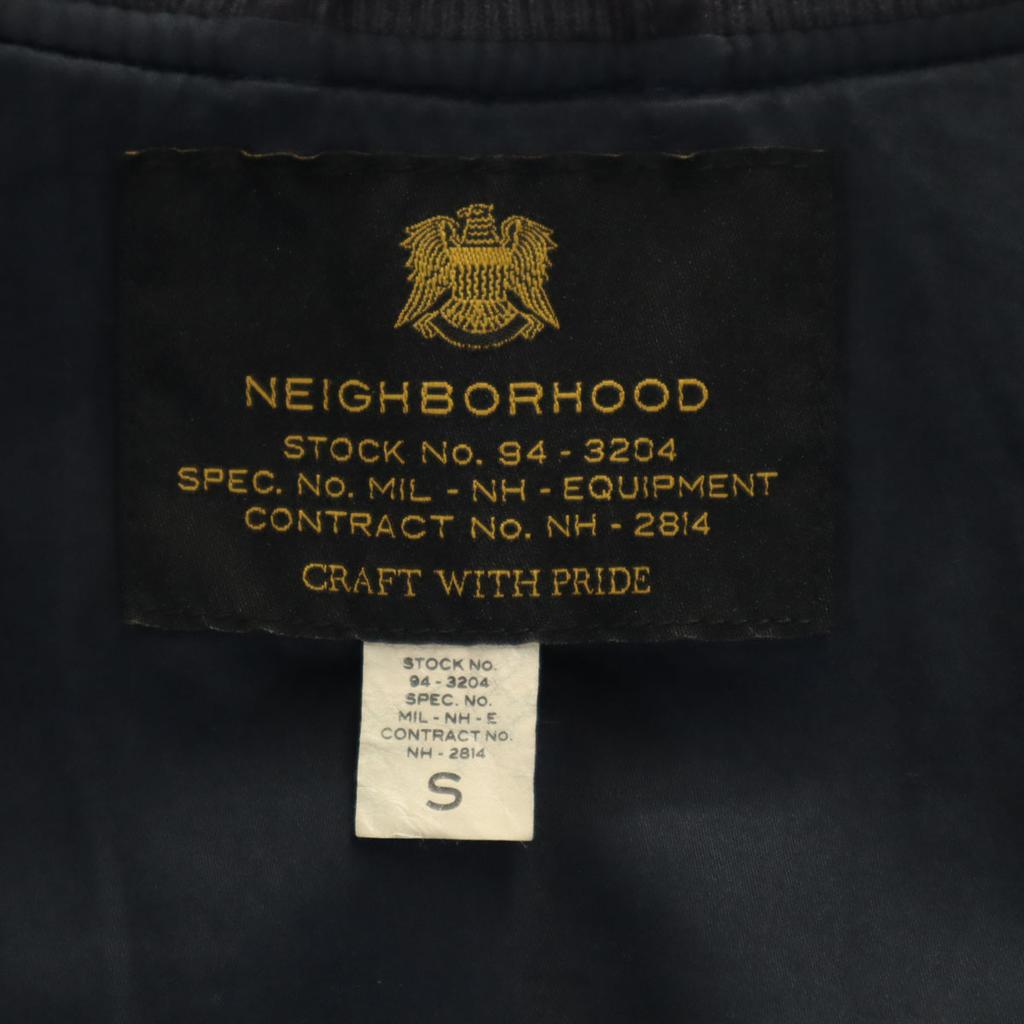 NEIGHBORHOOD
STOCK No. 94 - 3204
SPEC. No. MIL - NH - EQUIPMENT
CONTRACT No. NH - 2814
CRAFT WITH PRIDE
STOCK No.
94 - 3204
SPEC. No.
MIL - NH - E
CONTRACT No.
NH - 2814
S